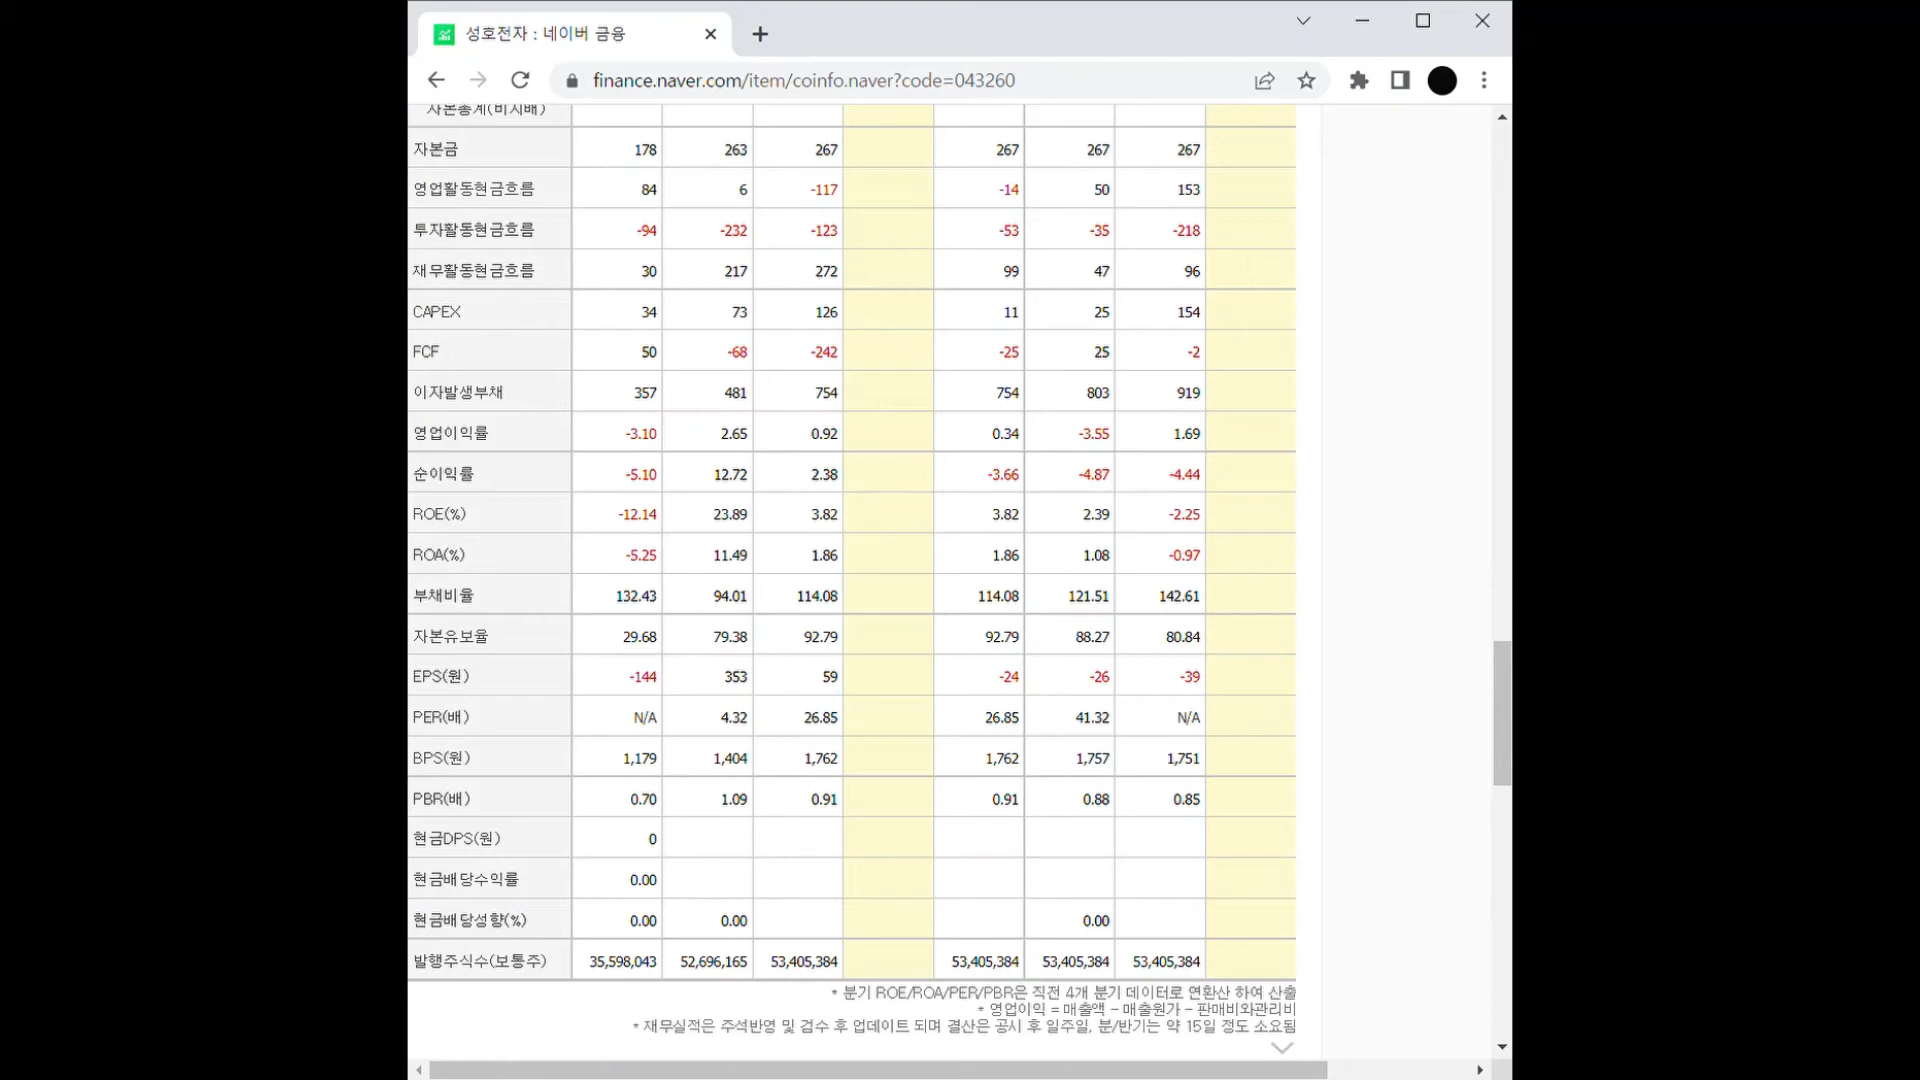 성호전자 : 네이버 금융
finance.naver.com/item/coinfo.naver?code=043260
자본총계(비지배)
자본금 178 263 267 267 267 267
영업활동현금흐름 84 6 -117 -14 50 153
투자활동현금흐름 -94 -232 -123 -53 -35 -218
재무활동현금흐름 30 217 272 99 47 96
CAPEX 34 73 126 11 25 154
FCF 50 -68 -242 -25 25 -2
이자발생부채 357 481 754 754 803 919
영업이익률 -3.10 2.65 0.92 0.34 -3.55 1.69
순이익률 -5.10 12.72 2.38 -3.66 -4.87 -4.44
ROE(%) -12.14 23.89 3.82 3.82 2.39 -2.25
ROA(%) -5.25 11.49 1.86 1.86 1.08 -0.97
부채비율 132.43 94.01 114.08 114.08 121.51 142.61
자본유보율 29.68 79.38 92.79 92.79 88.27 80.84
EPS(원) -144 353 59 -24 -26 -39
PER(배) N/A 4.32 26.85 26.85 41.32 N/A
BPS(원) 1,179 1,404 1,762 1,762 1,757 1,751
PBR(배) 0.70 1.09 0.91 0.91 0.88 0.85
현금DPS(원) 0
현금배당수익률 0.00
현금배당성향(%) 0.00 0.00 0.00
발행주식수(보통주) 35,598,043 52,696,165 53,405,384 53,405,384 53,405,384 53,405,384
* 분기 ROE/ROA/PER/PBR은 직전 4개 분기 데이터로 연환산 하여 산출
* 영업이익 = 매출액 - 매출원가 - 판매비와관리비
* 재무실적은 주석반영 및 검수 후 업데이트 되며 결산은 공시 후 일주일, 분/반기는 약 15일 정도 소요됨